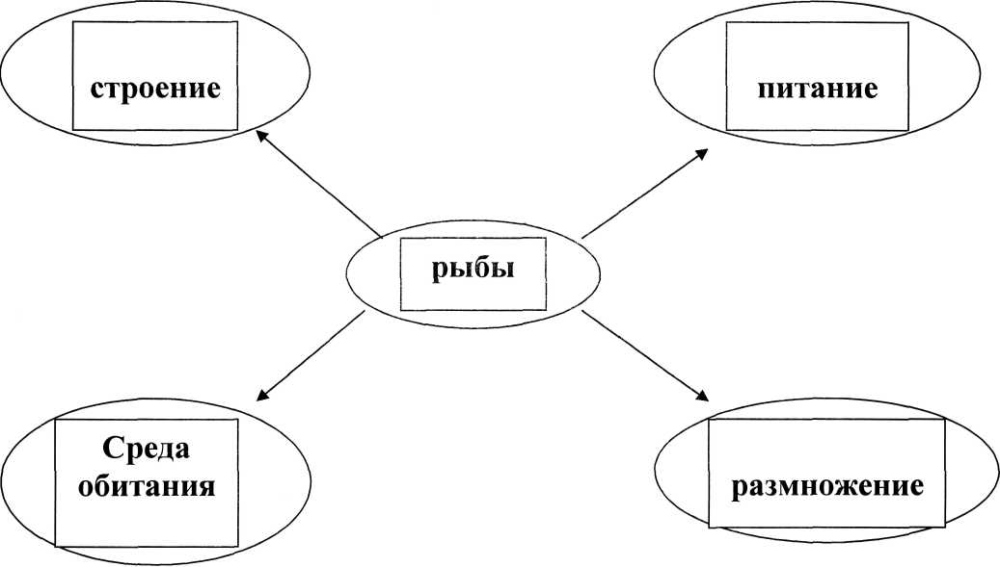 строение
питание
рыбы
Среда
обитания
размножение